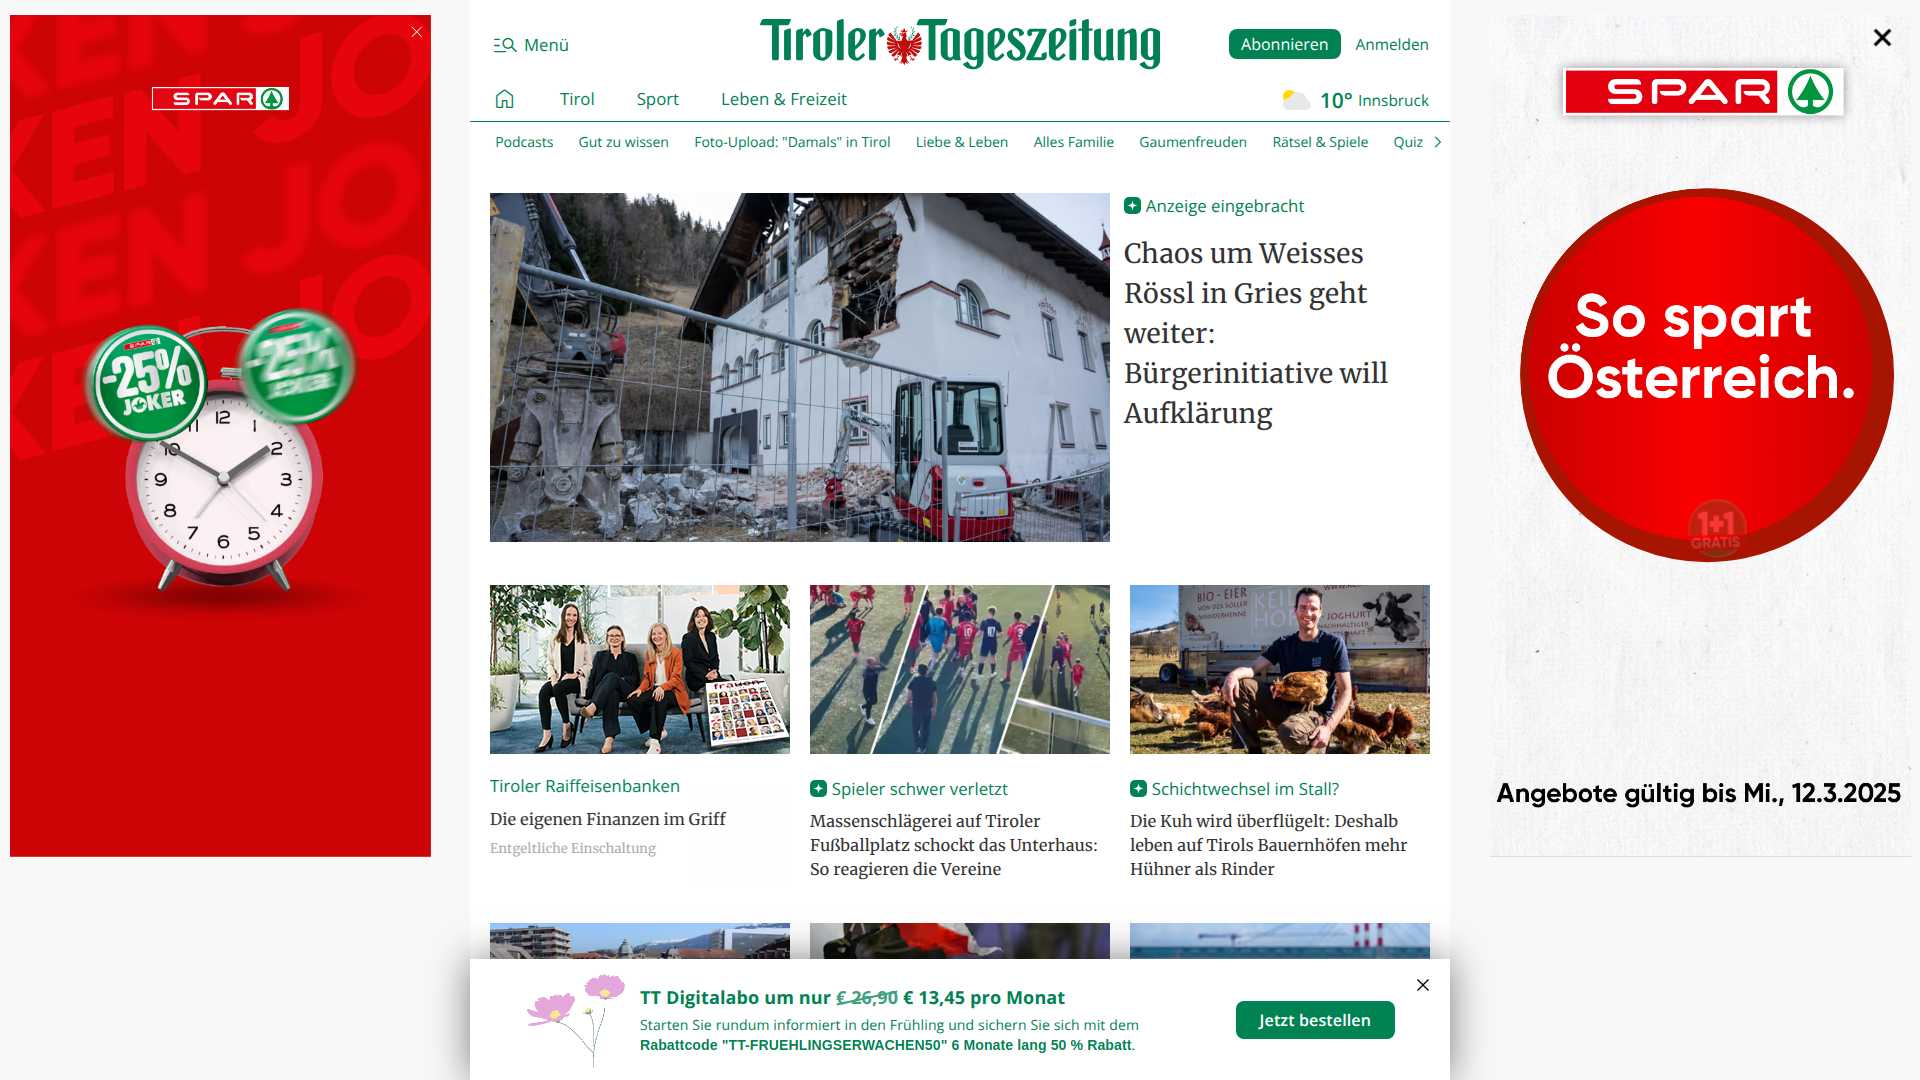 SPAR
-25%
JOKER
12
1
2
3
4
5
6
7
8
9
10
11
Menü
Tiroler Tageszeitung
Abonnieren
Anmelden
Tirol
Sport
Leben & Freizeit
10° Innsbruck
Podcasts
Gut zu wissen
Foto-Upload: "Damals" in Tirol
Liebe & Leben
Alles Familie
Gaumenfreuden
Rätsel & Spiele
Quiz
Anzeige eingebracht
Chaos um Weisses
Rössl in Gries geht
weiter:
Bürgerinitiative will
Aufklärung
frauen
BIO - EIER
JOGHURT
Tiroler Raiffeisenbanken
Die eigenen Finanzen im Griff
Entgeltliche Einschaltung
Spieler schwer verletzt
Massenschlägerei auf Tiroler
Fußballplatz schockt das Unterhaus:
So reagieren die Vereine
Schichtwechsel im Stall?
Die Kuh wird überflügelt: Deshalb
leben auf Tirols Bauernhöfen mehr
Hühner als Rinder
TT Digitalabo um nur € 26,90 € 13,45 pro Monat
Starten Sie rundum informiert in den Frühling und sichern Sie sich mit dem
Rabattcode "TT-FRUEHLINGSERWACHEN50" 6 Monate lang 50 % Rabatt.
Jetzt bestellen
SPAR
So spart
Österreich.
1+1
GRATIS
Angebote gültig bis Mi., 12.3.2025